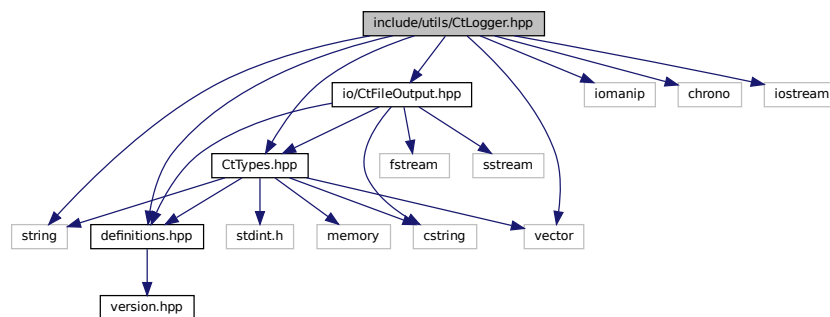 include/utils/CtLogger.hpp
io/CtFileOutput.hpp
iomanip
chrono
iostream
CtTypes.hpp
fstream
sstream
string
definitions.hpp
stdint.h
memory
cstring
vector
version.hpp